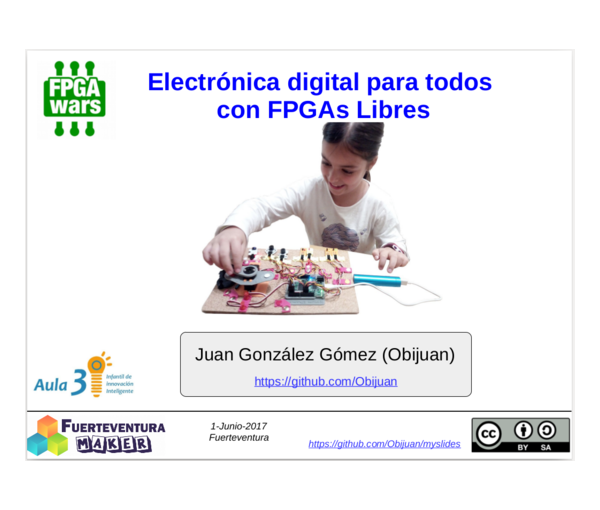 FPGA
wars
Electrónica digital para todos
con FPGAs Libres
Juan González Gómez (Obijuan)
https://github.com/Obijuan
Aula 3
Infantil de
Innovación
Inteligente
FUERTEVENTURA
MAKER
1-Junio-2017
Fuerteventura
https://github.com/Obijuan/myslides
cc
BY SA